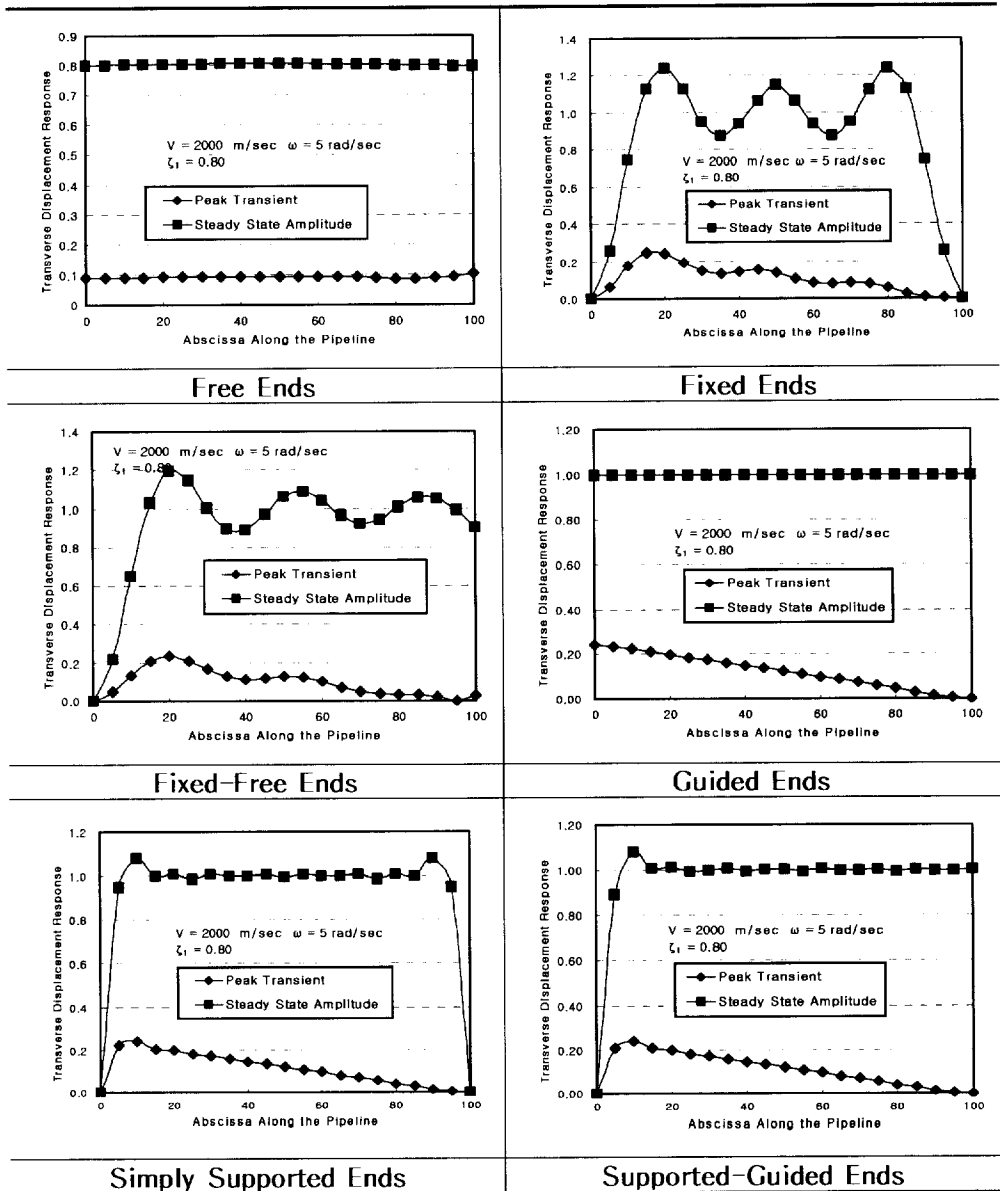 0.9
0.8
0.7
0.6
0.5
0.4
0.3
0.2
0.1
0
Transverse Displacement Response
V = 2000 m/sec ω = 5 rad/sec
ζ₁ = 0.80
Peak Transient
Steady State Amplitude
0 20 40 60 80 100
Abscissa Along the Pipeline
Free Ends
1.4
1.2
1.0
0.8
0.6
0.4
0.2
0.0
Transverse Displacement Response
V = 2000 m/sec ω = 5 rad/sec
ζ₁ = 0.80
Peak Transient
Steady State Amplitude
0 20 40 60 80 100
Abscissa Along the Pipeline
Fixed Ends
1.4
1.2
1.0
0.8
0.6
0.4
0.2
0.0
Transverse Displacement Response
V = 2000 m/sec ω = 5 rad/sec
ζ₁ = 0.80
Peak Transient
Steady State Amplitude
0 20 40 60 80 100
Abscissa Along the Pipeline
Fixed-Free Ends
1.20
1.00
0.80
0.60
0.40
0.20
0.00
Transverse Displacement Response
V = 2000 m/sec ω = 5 rad/sec
ζ₁ = 0.80
Peak Transient
Steady State Amplitude
0 20 40 60 80 100
Abscissa Along the Pipeline
Guided Ends
1.2
1.0
0.8
0.6
0.4
0.2
0.0
Transverse Displacement Response
V = 2000 m/sec ω = 5 rad/sec
ζ₁ = 0.80
Peak Transient
Steady State Amplitude
0 20 40 60 80 100
Abscissa Along the Pipeline
Simply Supported Ends
1.20
1.00
0.80
0.60
0.40
0.20
0.00
Transverse Displacement Response
V = 2000 m/sec ω = 5 rad/sec
ζ₁ = 0.80
Peak Transient
Steady State Amplitude
0 20 40 60 80 100
Abscissa Along the Pipeline
Supported-Guided Ends